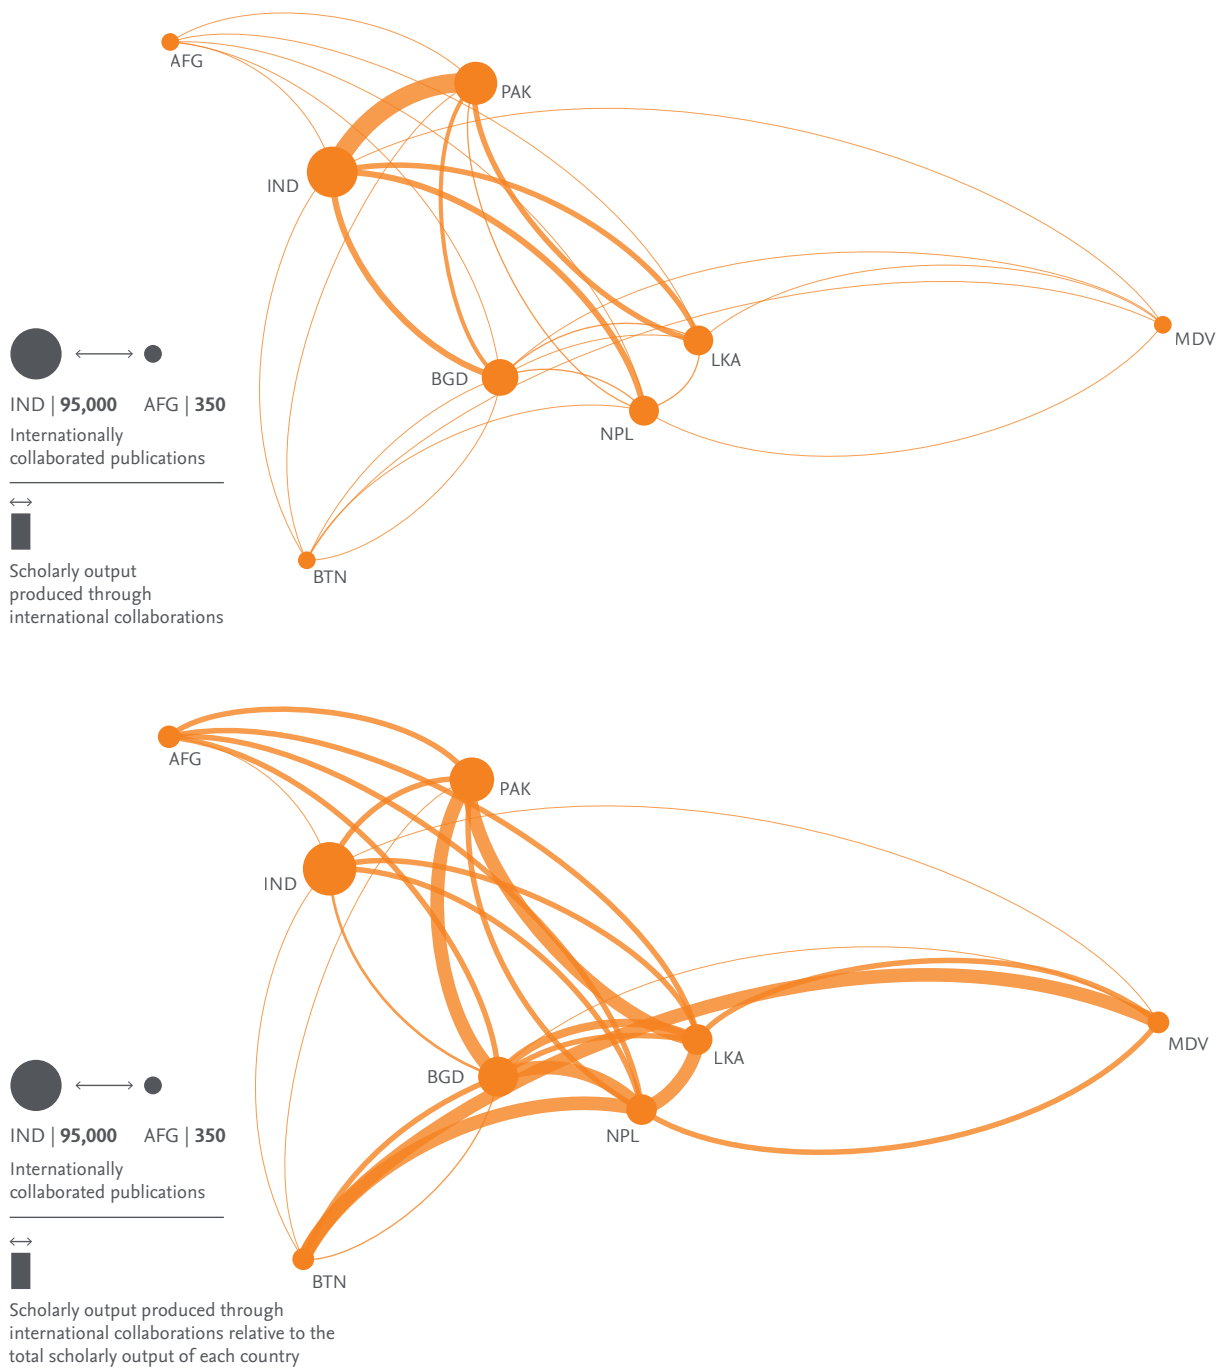 AFG
PAK
IND
MDV
LKA
BGD
NPL
BTN
IND | 95,000 AFG | 350
Internationally
collaborated publications
Scholarly output
produced through
international collaborations
AFG
PAK
IND
MDV
LKA
BGD
NPL
BTN
IND | 95,000 AFG | 350
Internationally
collaborated publications
Scholarly output produced through
international collaborations relative to the
total scholarly output of each country